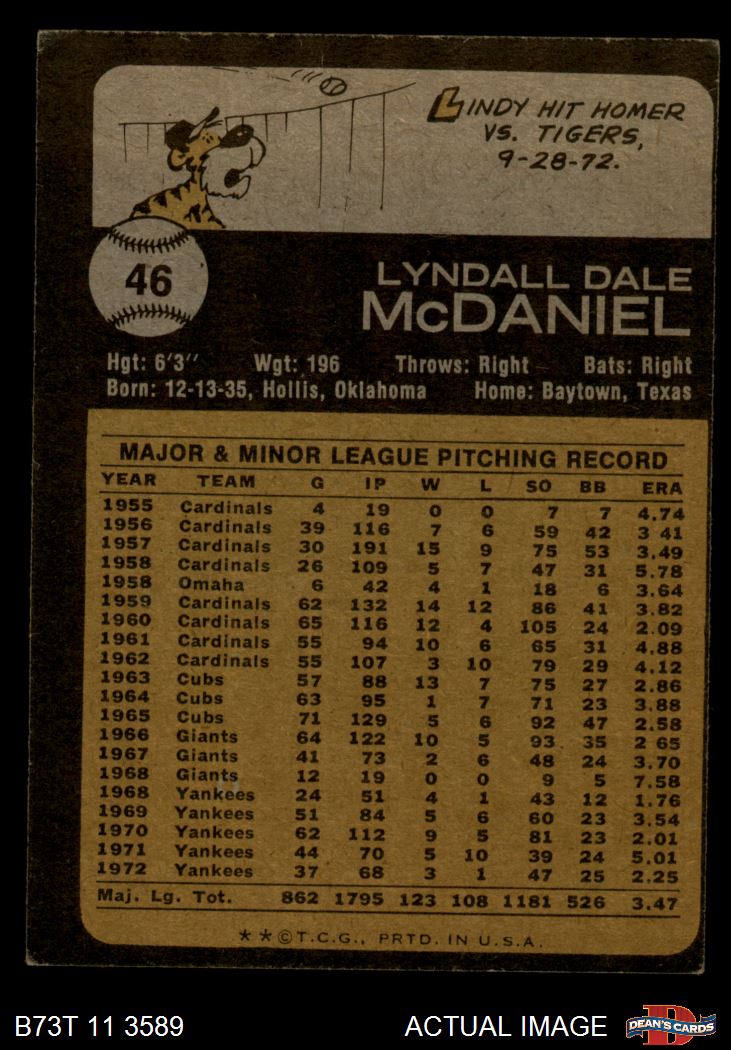 LINDY HIT HOMER
VS. TIGERS,
9-28-72.
46
LYNDALL DALE
McDANIEL
Hgt: 6'3'' Wgt: 196 Throws: Right Bats: Right
Born: 12-13-35, Hollis, Oklahoma Home: Baytown, Texas
MAJOR & MINOR LEAGUE PITCHING RECORD
YEAR TEAM G IP W L SO BB ERA
1955 Cardinals 4 19 0 0 7 7 4.74
1956 Cardinals 39 116 7 6 59 42 3 41
1957 Cardinals 30 191 15 9 75 53 3.49
1958 Cardinals 26 109 5 7 47 31 5.78
1958 Omaha 6 42 4 1 18 6 3.64
1959 Cardinals 62 132 14 12 86 41 3.82
1960 Cardinals 65 116 12 4 105 24 2.09
1961 Cardinals 55 94 10 6 65 31 4.88
1962 Cardinals 55 107 3 10 79 29 4.12
1963 Cubs 57 88 13 7 75 27 2.86
1964 Cubs 63 95 1 7 71 23 3.88
1965 Cubs 71 129 5 6 92 47 2.58
1966 Giants 64 122 10 5 93 35 2 65
1967 Giants 41 73 2 6 48 24 3.70
1968 Giants 12 19 0 0 9 5 7.58
1968 Yankees 24 51 4 1 43 12 1.76
1969 Yankees 51 84 5 6 60 23 3.54
1970 Yankees 62 112 9 5 81 23 2.01
1971 Yankees 44 70 5 10 39 24 5.01
1972 Yankees 37 68 3 1 47 25 2.25
Maj. Lg. Tot. 862 1795 123 108 1181 526 3.47
**©T.C.G., PRTD. IN U.S.A.
B73T 11 3589 ACTUAL IMAGE D DEAN'S CARDS